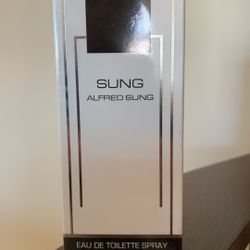 SUNG
ALFRED SUNG
EAU DE TOILETTE SPRAY